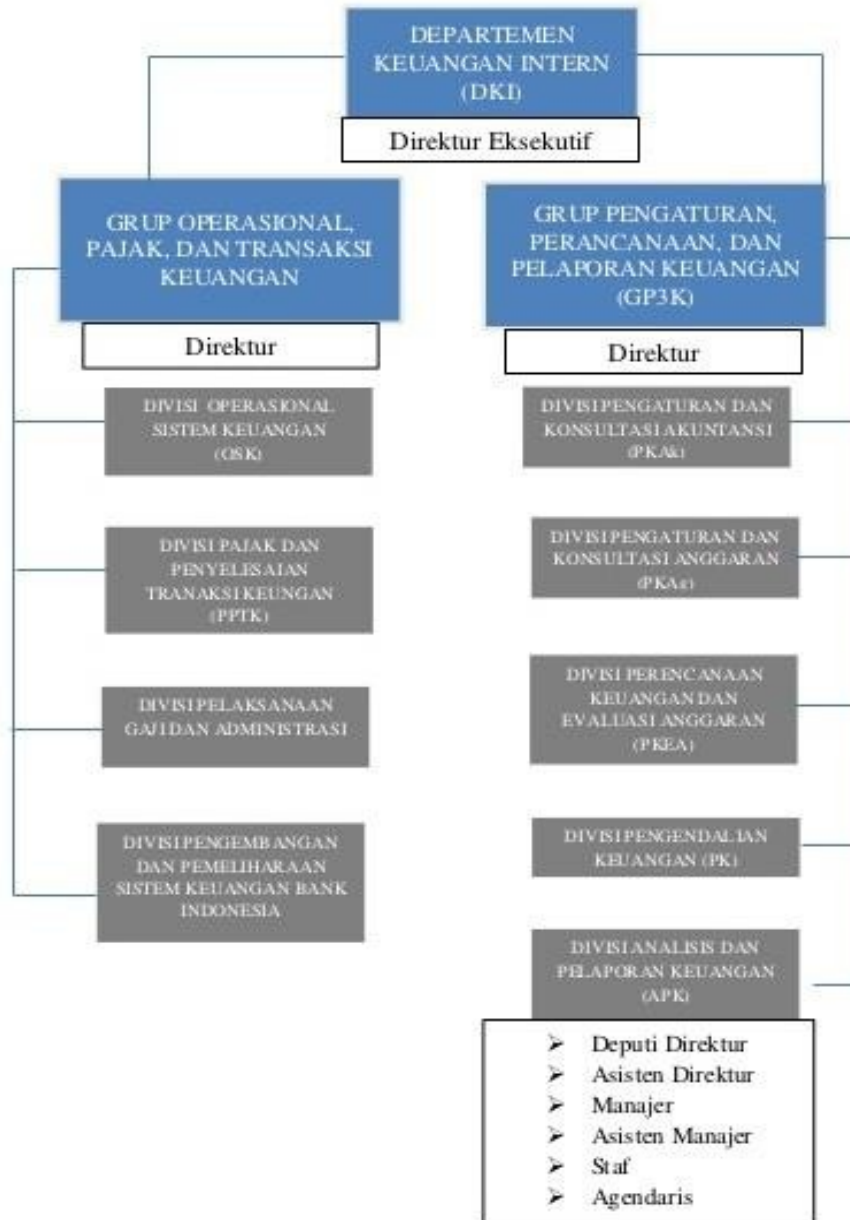 DEPARTEMEN
KEUANGAN INTERN
(DKI)
Direktur Eksekutif
GRUP OPERASIONAL,
PAJAK, DAN TRANSAKSI
KEUANGAN
Direktur
DIVISI OPERASIONAL
SISTEM KEUANGAN
(OSK)
DIVISI PAJAK DAN
PENYELESAIAN
TRANAKSI KEUNGAN
(PPTK)
DIVISI PELAKSANAAN
GAJI DAN ADMINISTRASI
DIVISI PENGEMBANGAN
DAN PEMELIHARAAN
SISTEM KEUANGAN BANK
INDONESIA
GRUP PENGATURAN,
PERANCANAAN, DAN
PELAPORAN KEUANGAN
(GP3K)
Direktur
DIVISI PENGATURAN DAN
KONSULTASI AKUNTANSI
(PKAk)
DIVISI PENGATURAN DAN
KONSULTASI ANGGARAN
DIVISI PERENCANAAN
KEUANGAN DAN
EVALUASI ANGGARAN
(PKEA)
DIVISI PENGENDALIAN
KEUANGAN (PK)
DIVISI ANALISIS DAN
PELAPORAN KEUANGAN
(APK)
➢ Deputi Direktur
➢ Asisten Direktur
➢ Manajer
➢ Asisten Manajer
➢ Staf
➢ Agendaris